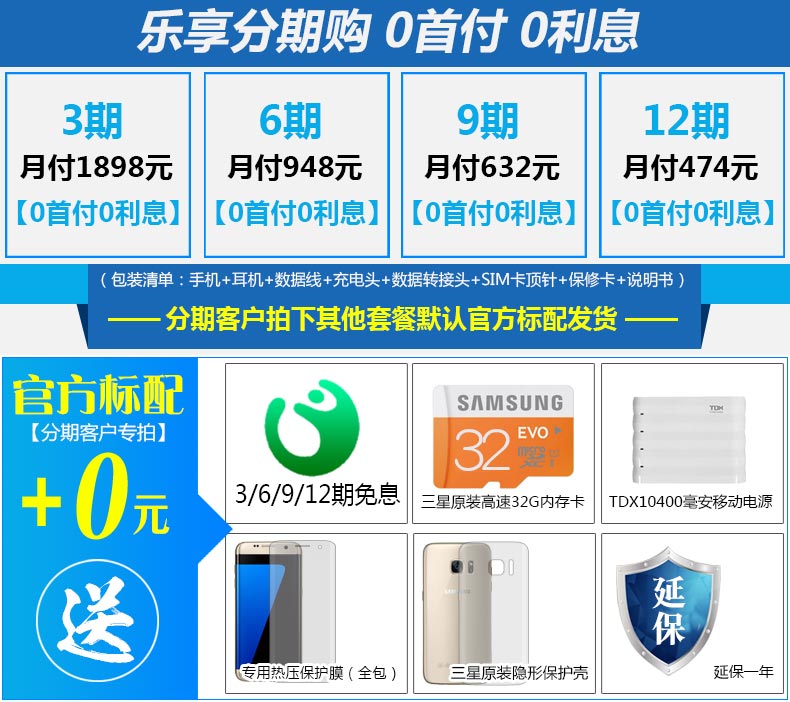 乐享分期购 0首付 0利息
3期
月付1898元
【0首付0利息】
6期
月付948元
【0首付0利息】
9期
月付632元
【0首付0利息】
12期
月付474元
【0首付0利息】
（包装清单：手机+耳机+数据线+充电头+数据转接头+SIM卡顶针+保修卡+说明书）
分期客户拍下其他套餐默认官方标配发货
官方标配
【分期客户专拍】
+0元
送
3/6/9/12期免息
SAMSUNG
32 EVO
micro SD XC I
三星原装高速32G内存卡
TDX
TDX10400毫安移动电源
专用热压保护膜（全包）
SAMSUNG
三星原装隐形保护壳
延保
延保一年